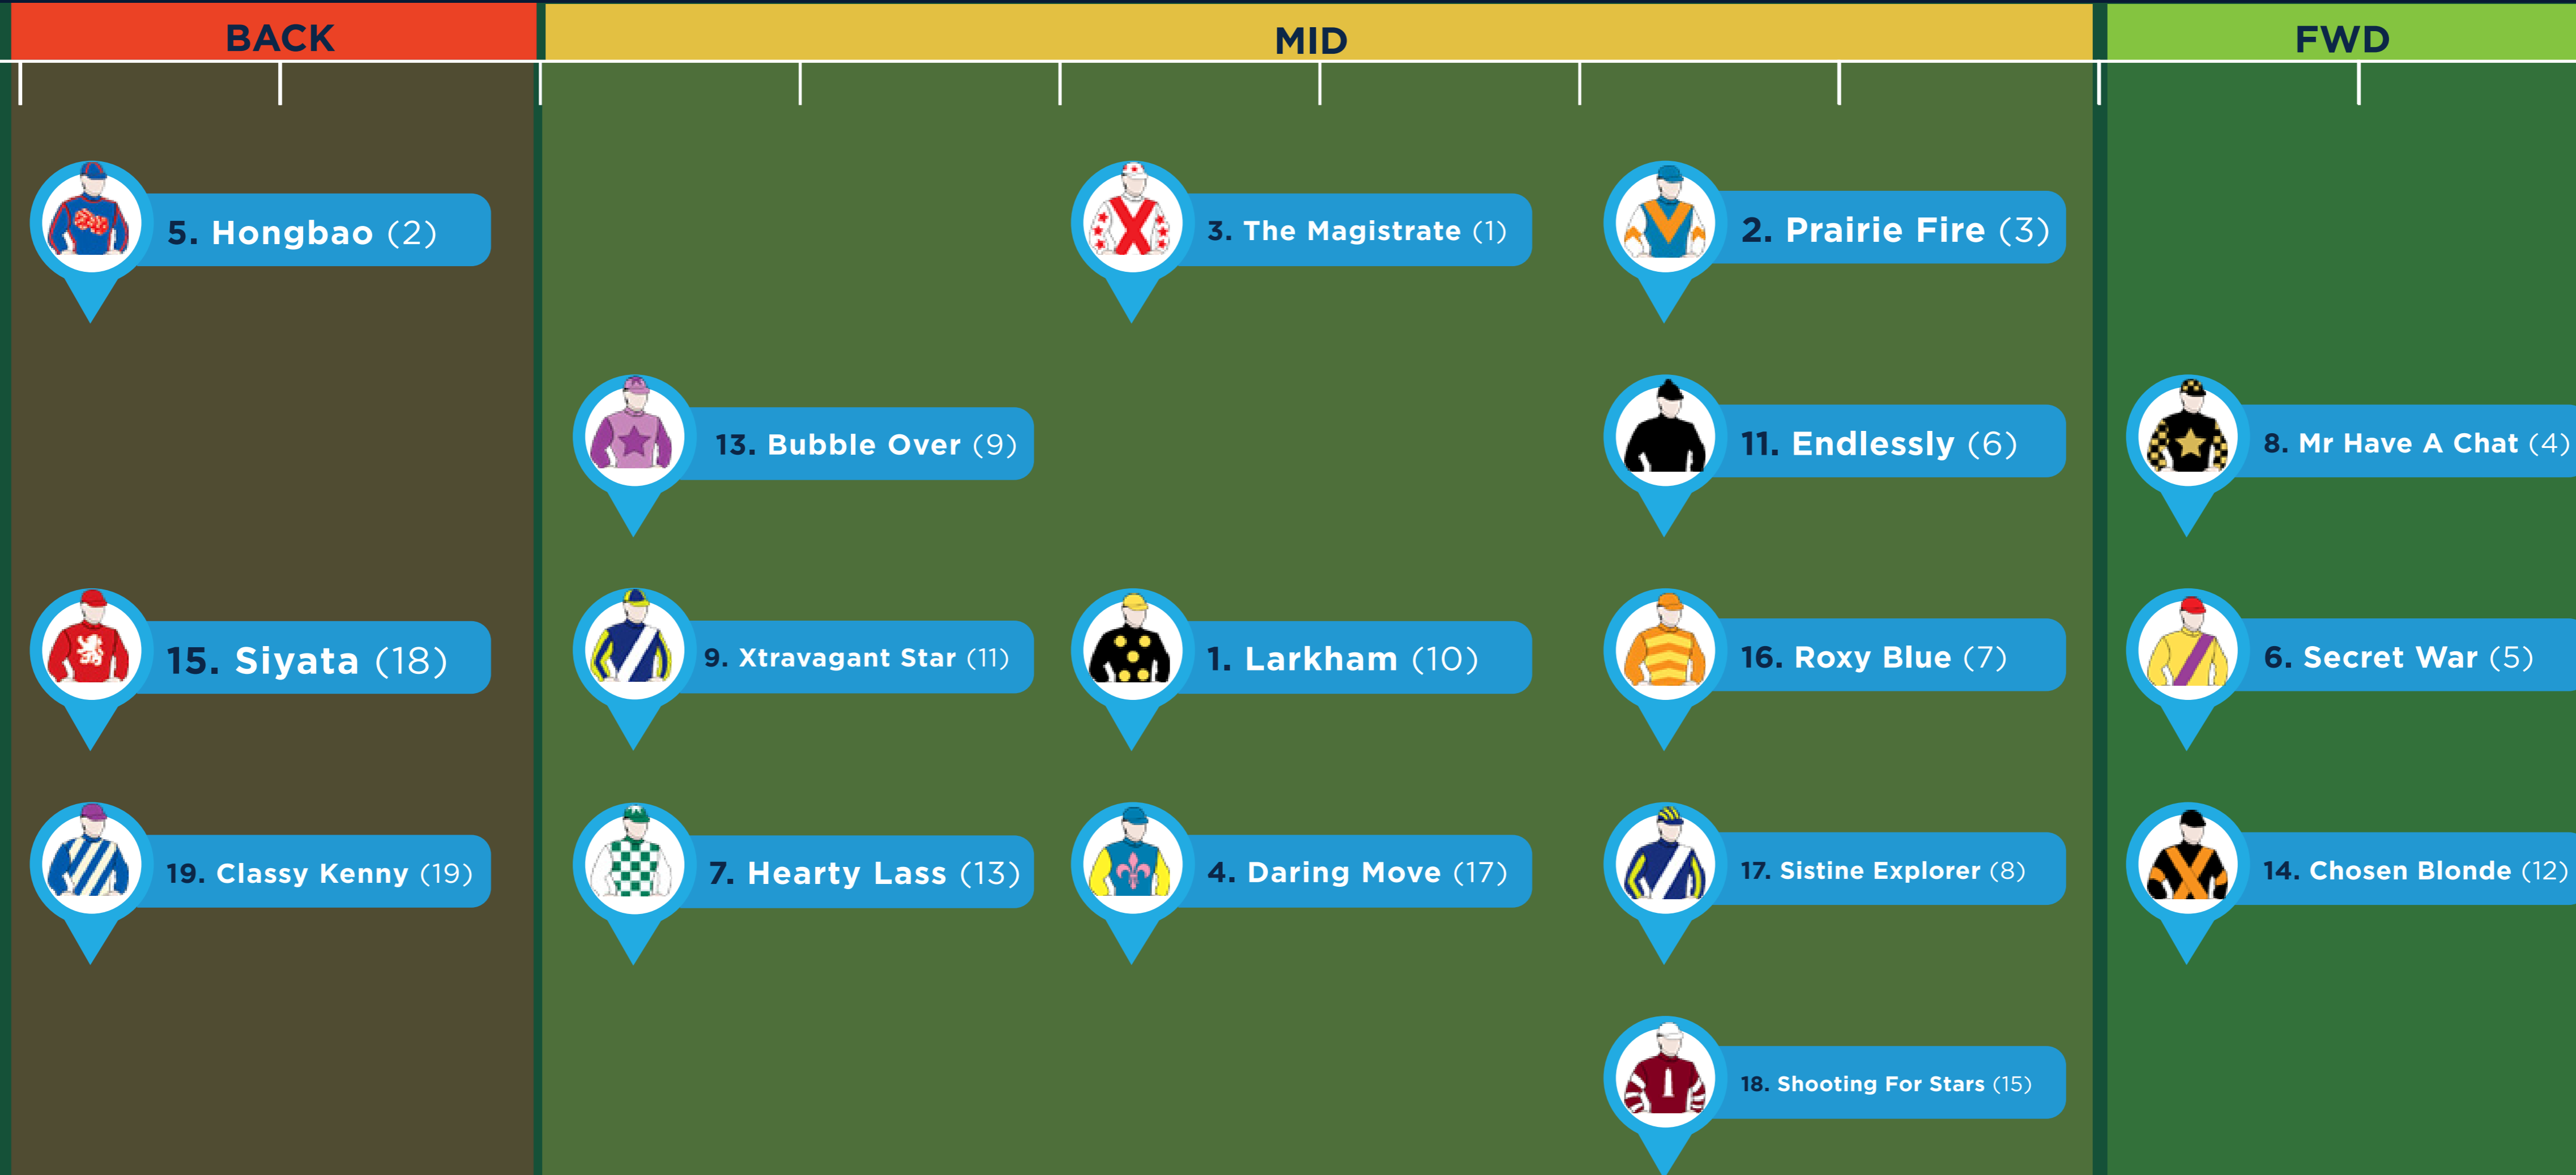 BACK
MID
FWD
5. Hongbao (2)
3. The Magistrate (1)
2. Prairie Fire (3)
13. Bubble Over (9)
11. Endlessly (6)
8. Mr Have A Chat (4)
15. Siyata (18)
9. Xtravagant Star (11)
1. Larkham (10)
16. Roxy Blue (7)
6. Secret War (5)
19. Classy Kenny (19)
7. Hearty Lass (13)
4. Daring Move (17)
17. Sistine Explorer (8)
14. Chosen Blonde (12)
18. Shooting For Stars (15)